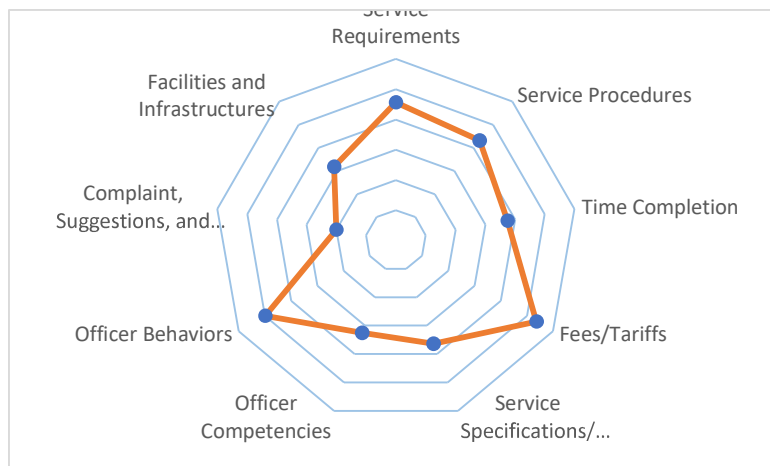 Service
Requirements
Service Procedures
Time Completion
Fees/Tariffs
Service
Specifications/...
Officer
Competencies
Officer Behaviors
Complaint,
Suggestions, and...
Facilities and
Infrastructures